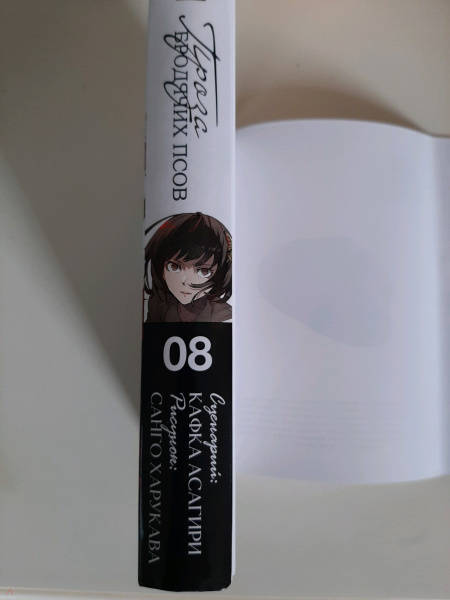 Проза
БРОДЯЧИХ ПСОВ
08
Сценарий:
КАФКА АСАГИРИ
Рисунок:
САНГО ХАРУКАВА